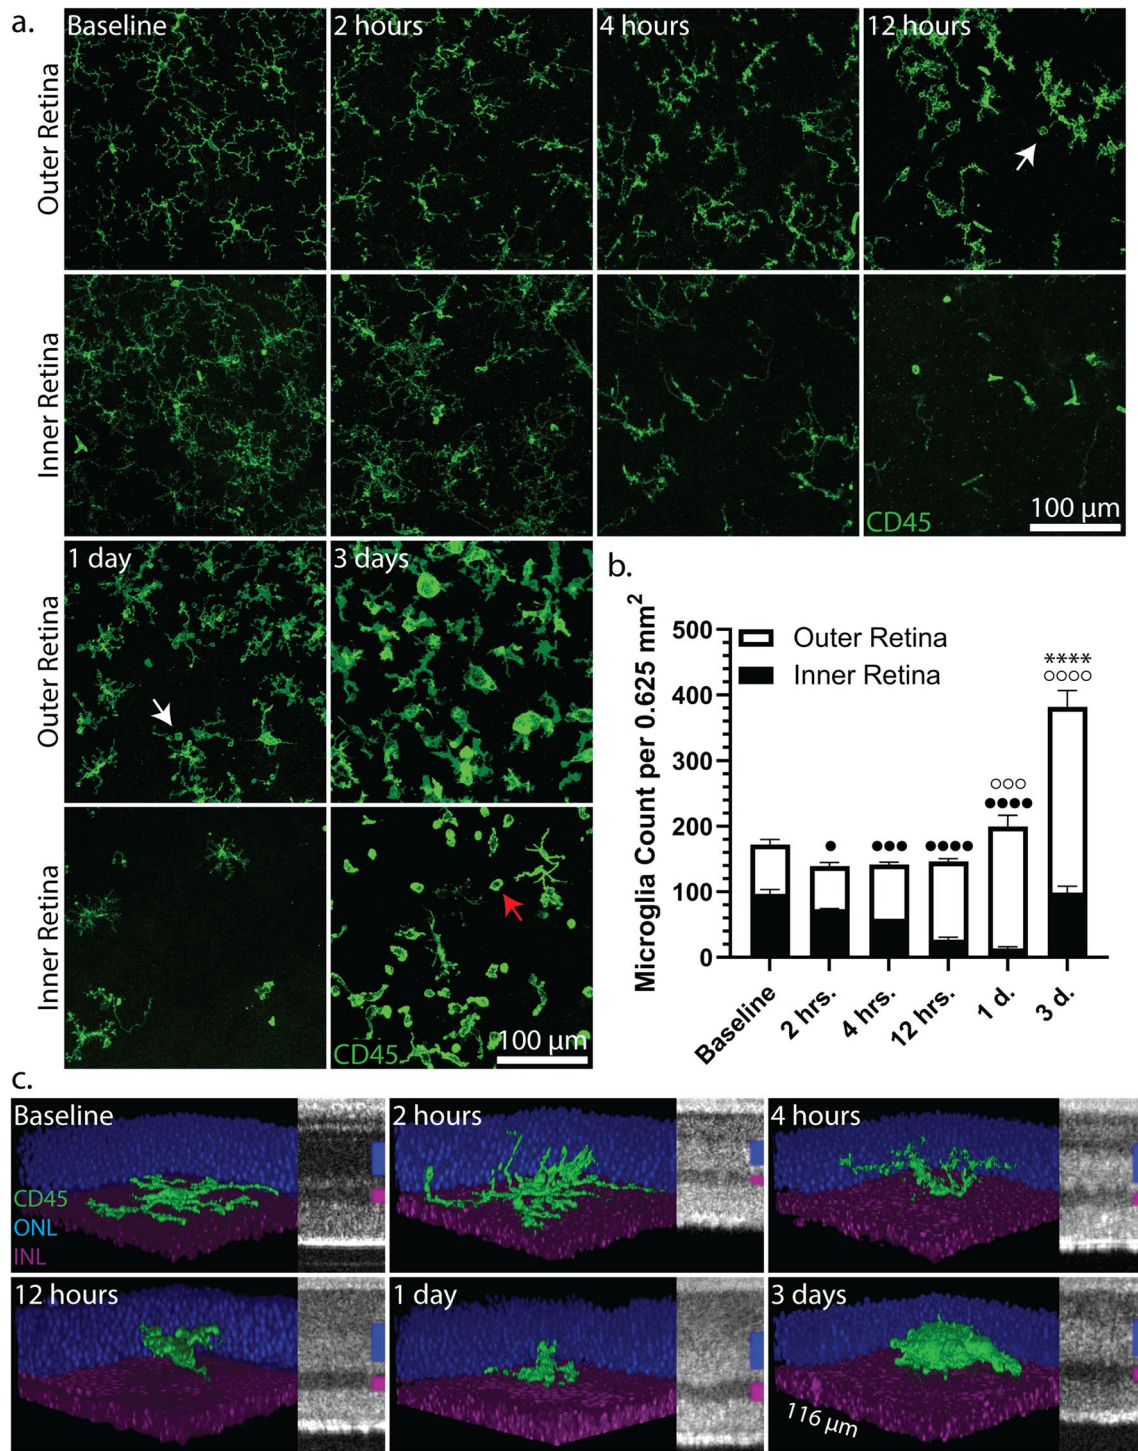 a.
Baseline
2 hours
4 hours
12 hours
Outer Retina
Inner Retina
CD45
100 µm
1 day
3 days
Outer Retina
Inner Retina
CD45
100 µm
b.
Microglia Count per 0.625 mm²
500
400
300
200
100
0
Outer Retina
Inner Retina
****
○○○○
○○○
●●●●
●
●●●
●●●●
Baseline
2 hrs.
4 hrs.
12 hrs.
1 d.
3 d.
c.
Baseline
CD45
ONL
INL
2 hours
4 hours
12 hours
1 day
3 days
116 µm